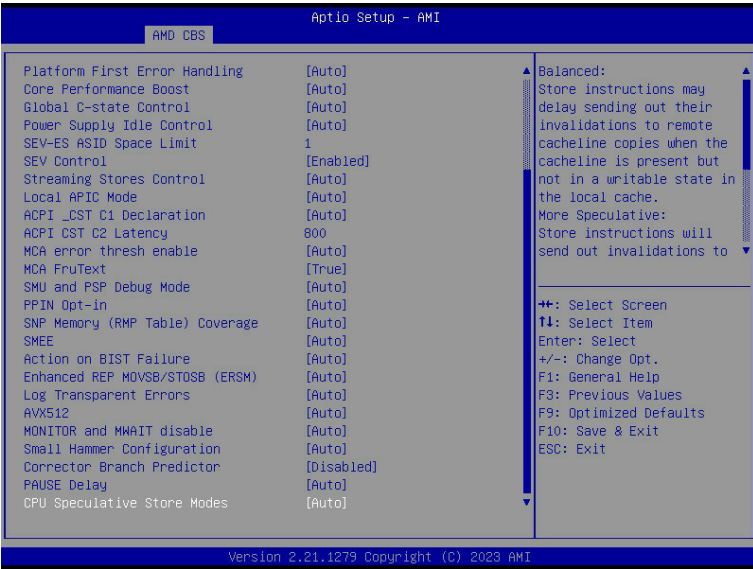 Aptio Setup – AMI
AMD CBS
Platform First Error Handling [Auto]
Core Performance Boost [Auto]
Global C-state Control [Auto]
Power Supply Idle Control [Auto]
SEV-ES ASID Space Limit 1
SEV Control [Enabled]
Streaming Stores Control [Auto]
Local APIC Mode [Auto]
ACPI _CST C1 Declaration [Auto]
ACPI CST C2 Latency 800
MCA error thresh enable [Auto]
MCA FruText [True]
SMU and PSP Debug Mode [Auto]
PPIN Opt-in [Auto]
SNP Memory (RMP Table) Coverage [Auto]
SMEE [Auto]
Action on BIST Failure [Auto]
Enhanced REP MOVSB/STOSB (ERSM) [Auto]
Log Transparent Errors [Auto]
AVX512 [Auto]
MONITOR and MWAIT disable [Auto]
Small Hammer Configuration [Auto]
Corrector Branch Predictor [Disabled]
PAUSE Delay [Auto]
CPU Speculative Store Modes [Auto]
Balanced:
Store instructions may
delay sending out their
invalidations to remote
cacheline copies when the
cacheline is present but
not in a writable state in
the local cache.
More Speculative:
Store instructions will
send out invalidations to
→←: Select Screen
↑↓: Select Item
Enter: Select
+/-: Change Opt.
F1: General Help
F3: Previous Values
F9: Optimized Defaults
F10: Save & Exit
ESC: Exit
Version 2.21.1279 Copyright (C) 2023 AMI